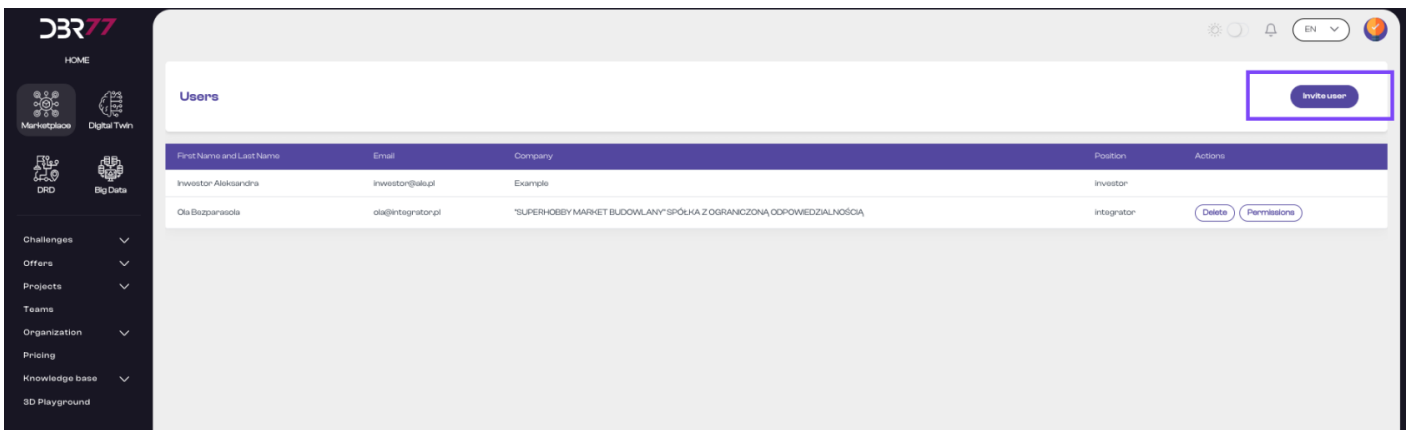 DBR77
HOME
EN
Marketplace
Digital Twin
DRD
Big Data
Challenges
Offers
Projects
Teams
Organization
Pricing
Knowledge base
3D Playground
Users
Invite user
First Name and Last Name Email Company Position Actions
Inwestor Aleksandra inwestor@ale.pl Example investor
Ola Bezparasola ola@integrator.pl "SUPERHOBBY MARKET BUDOWLANY" SPÓŁKA Z OGRANICZONĄ ODPOWIEDZIALNOŚCIĄ integrator Delete Permissions